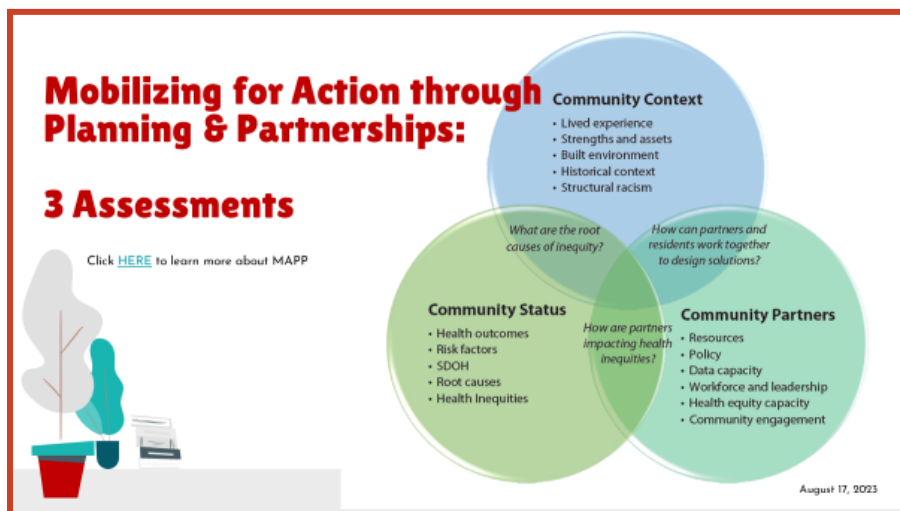 Mobilizing for Action through
Planning & Partnerships:
3 Assessments
Click HERE to learn more about MAPP
Community Context
• Lived experience
• Strengths and assets
• Built environment
• Historical context
• Structural racism
What are the root
causes of inequity?
How can partners and
residents work together
to design solutions?
Community Status
• Health outcomes
• Risk factors
• SDOH
• Root causes
• Health Inequities
How are partners
impacting health
inequities?
Community Partners
• Resources
• Policy
• Data capacity
• Workforce and leadership
• Health equity capacity
• Community engagement
August 17, 2023